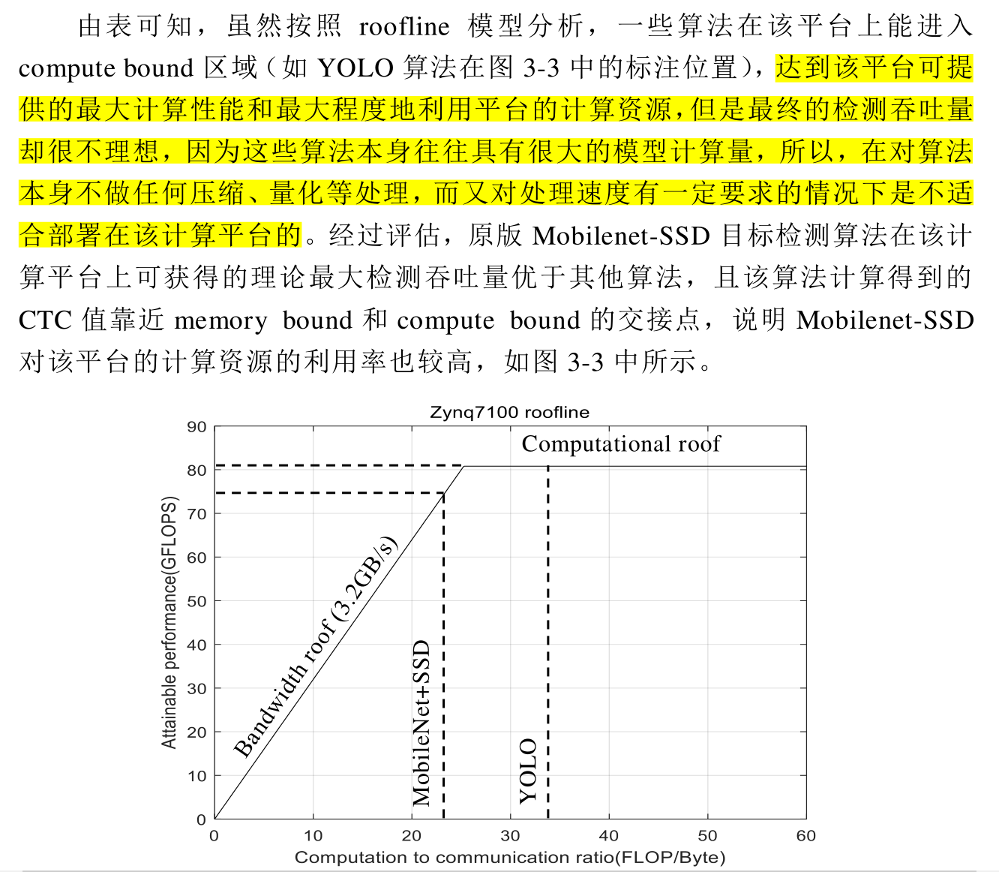 由表可知，虽然按照 roofline 模型分析，一些算法在该平台上能进入
compute bound 区域（如 YOLO 算法在图 3-3 中的标注位置），达到该平台可提
供的最大计算性能和最大程度地利用平台的计算资源，但是最终的检测吞吐量
却很不理想，因为这些算法本身往往具有很大的模型计算量，所以，在对算法
本身不做任何压缩、量化等处理，而又对处理速度有一定要求的情况下是不适
合部署在该计算平台的。经过评估，原版 Mobilenet-SSD 目标检测算法在该计
算平台上可获得的理论最大检测吞吐量优于其他算法，且该算法计算得到的
CTC 值靠近 memory bound 和 compute bound 的交接点，说明 Mobilenet-SSD
对该平台的计算资源的利用率也较高，如图 3-3 中所示。
Zynq7100 roofline
Computational roof
Bandwidth roof (3.2GB/s)
MobileNet+SSD
YOLO
Attainable performance(GFLOPS)
90
80
70
60
50
40
30
20
10
0
0 10 20 30 40 50 60
Computation to communication ratio(FLOP/Byte)